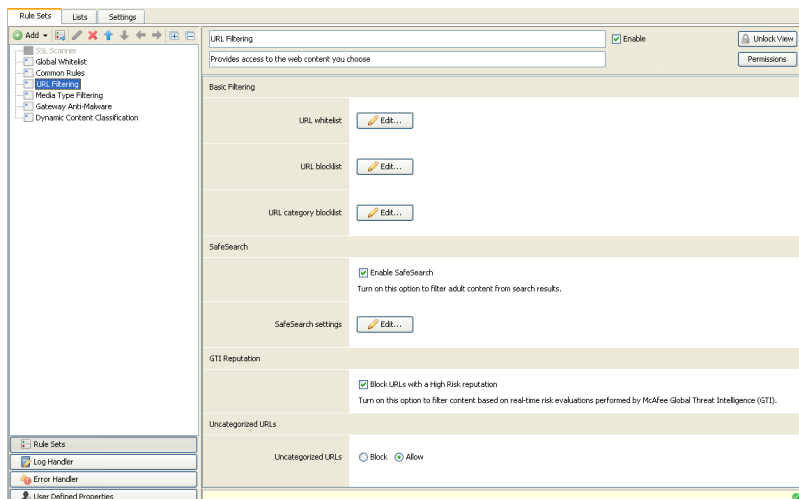 Rule Sets
Lists
Settings
Add
SSL Scanner
Global Whitelist
Common Rules
URL Filtering
Media Type Filtering
Gateway Anti-Malware
Dynamic Content Classification
Rule Sets
Log Handler
Error Handler
User Defined Properties
URL Filtering
Enable
Unlock View
Provides access to the web content you choose
Permissions
Basic Filtering
URL whitelist
Edit...
URL blocklist
Edit...
URL category blocklist
Edit...
SafeSearch
Enable SafeSearch
Turn on this option to filter adult content from search results.
SafeSearch settings
Edit...
GTI Reputation
Block URLs with a High Risk reputation
Turn on this option to filter content based on real-time risk evaluations performed by McAfee Global Threat Intelligence (GTI).
Uncategorized URLs
Uncategorized URLs
Block
Allow